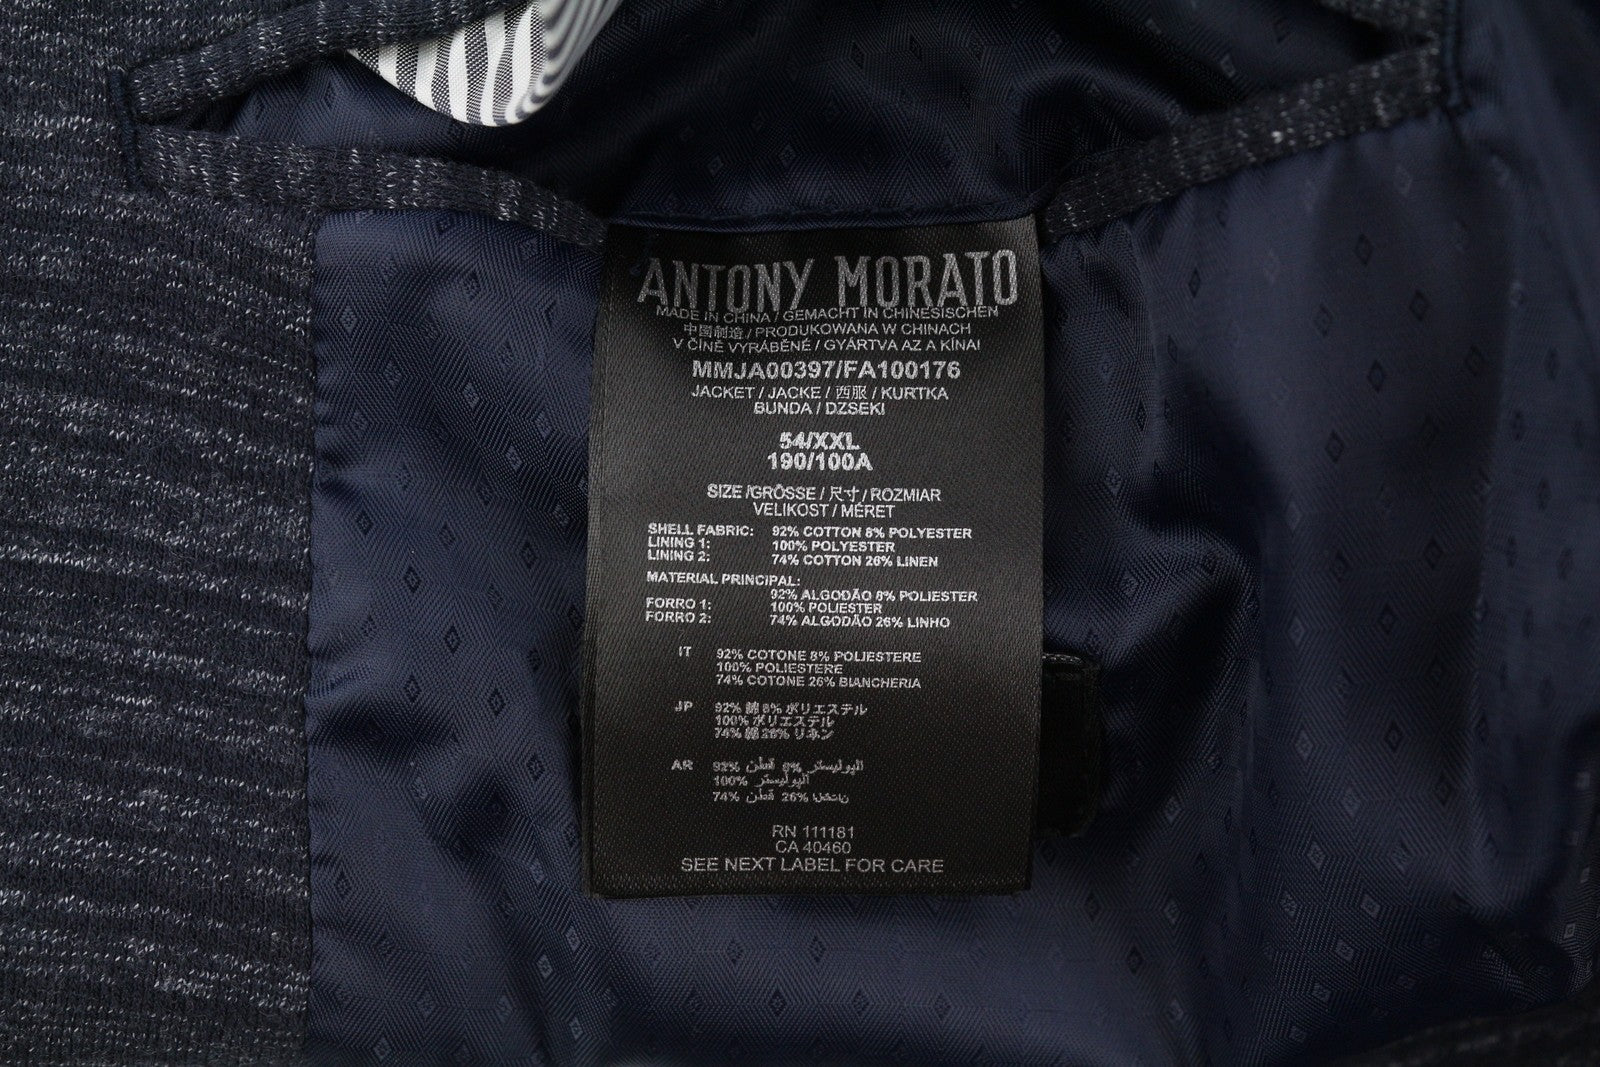 ANTONY MORATO
MADE IN CHINA / GEMACHT IN CHINESISCHEN
中国制造 / PRODUKOWANA W CHINACH
V ČÍNĚ VYRÁBĚNÉ / GYÁRTVA AZ A KÍNAI
MMJA00397/FA100176
JACKET / JACKE / 西服 / KURTKA
BUNDA / DZSEKI
54/XXL
190/100A
SIZE /GRÖSSE / 尺寸 / ROZMIAR
VELIKOST / MÉRET
SHELL FABRIC: 92% COTTON 8% POLYESTER
LINING 1: 100% POLYESTER
LINING 2: 74% COTTON 26% LINEN
MATERIAL PRINCIPAL:
92% ALGODÃO 8% POLIESTER
FORRO 1: 100% POLIESTER
FORRO 2: 74% ALGODÃO 26% LINHO
IT 92% COTONE 8% POLIESTERE
100% POLIESTERE
74% COTONE 26% BIANCHERIA
JP 92% 綿 8% ポリエステル
100% ポリエステル
74% 綿 26% リネン
AR 92% قطن 8% البوليستر
100% البوليستر
74% قطن 26%
RN 111181
CA 40460
SEE NEXT LABEL FOR CARE